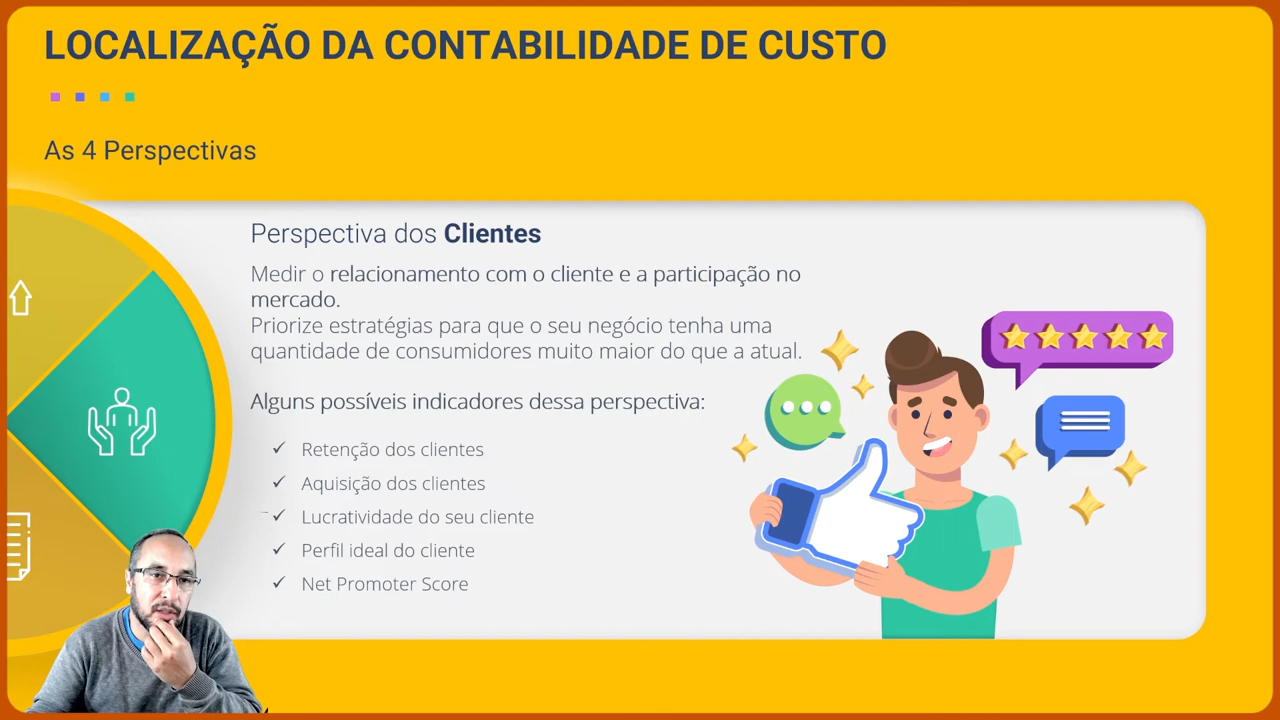 LOCALIZAÇÃO DA CONTABILIDADE DE CUSTO
As 4 Perspectivas
Perspectiva dos Clientes
Medir o relacionamento com o cliente e a participação no
mercado.
Priorize estratégias para que o seu negócio tenha uma
quantidade de consumidores muito maior do que a atual.
Alguns possíveis indicadores dessa perspectiva:
✓ Retenção dos clientes
✓ Aquisição dos clientes
✓ Lucratividade do seu cliente
✓ Perfil ideal do cliente
✓ Net Promoter Score